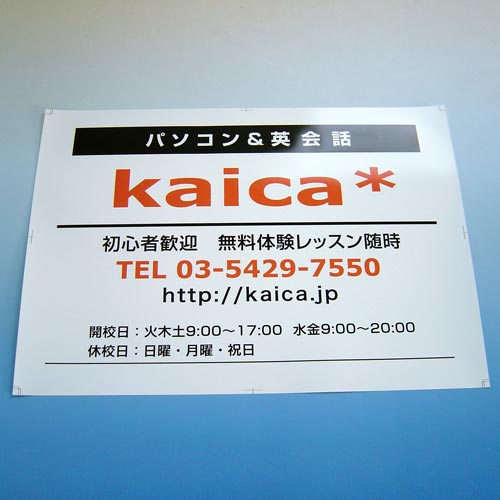 パソコン&英会話
kaica*
初心者歓迎　無料体験レッスン随時
TEL 03-5429-7550
http://kaica.jp
開校日：火木土9:00～17:00 水金9:00～20:00
休校日：日曜・月曜・祝日